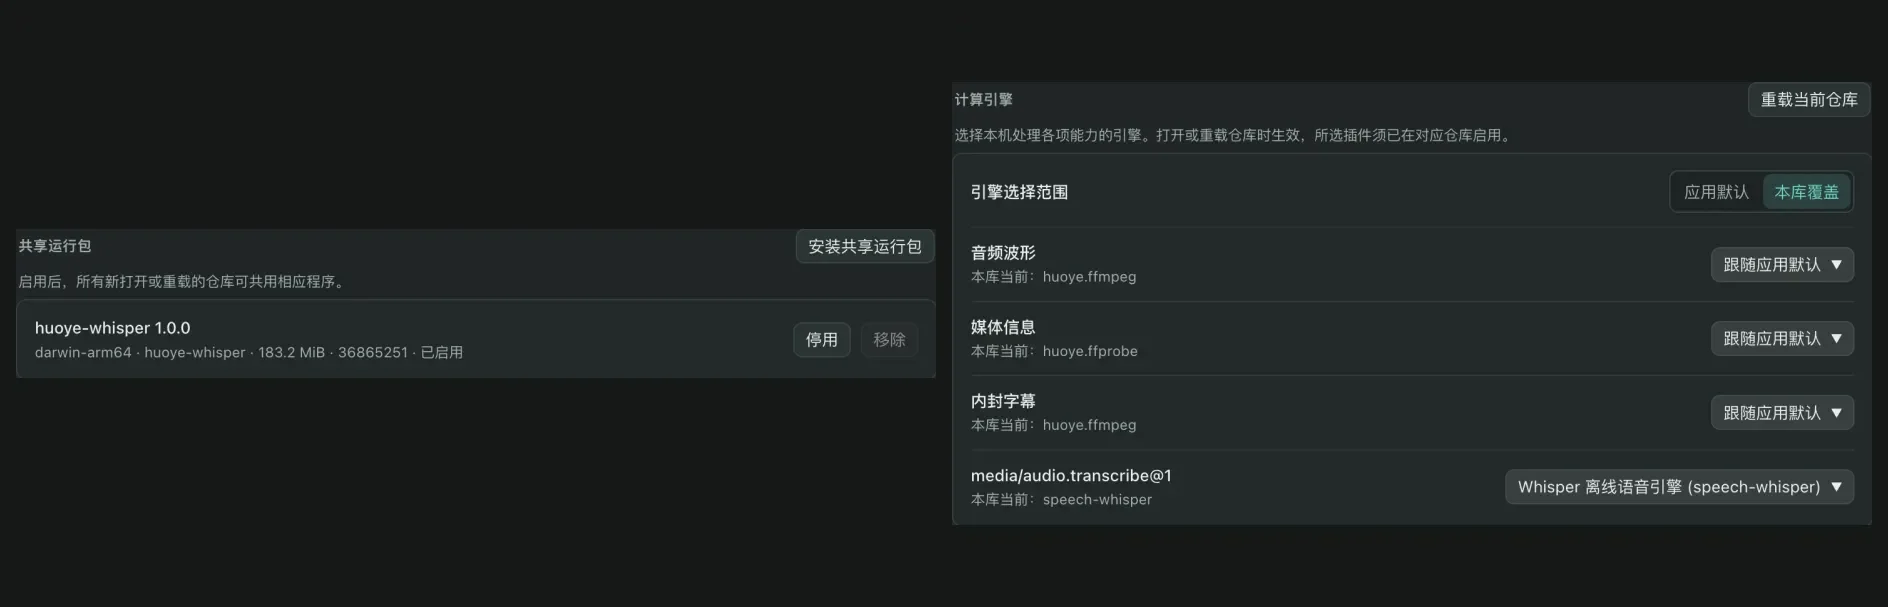 共享运行包
安装共享运行包
启用后，所有新打开或重载的仓库可共用相应程序。
huoye-whisper 1.0.0
darwin-arm64 · huoye-whisper · 183.2 MiB · 36865251 · 已启用
停用
移除
计算引擎
重载当前仓库
选择本机处理各项能力的引擎。打开或重载仓库时生效，所选插件须已在对应仓库启用。
引擎选择范围
应用默认
本库覆盖
音频波形
本库当前：huoye.ffmpeg
跟随应用默认 ▼
媒体信息
本库当前：huoye.ffprobe
跟随应用默认 ▼
内封字幕
本库当前：huoye.ffmpeg
跟随应用默认 ▼
media/audio.transcribe@1
本库当前：speech-whisper
Whisper 离线语音引擎 (speech-whisper) ▼